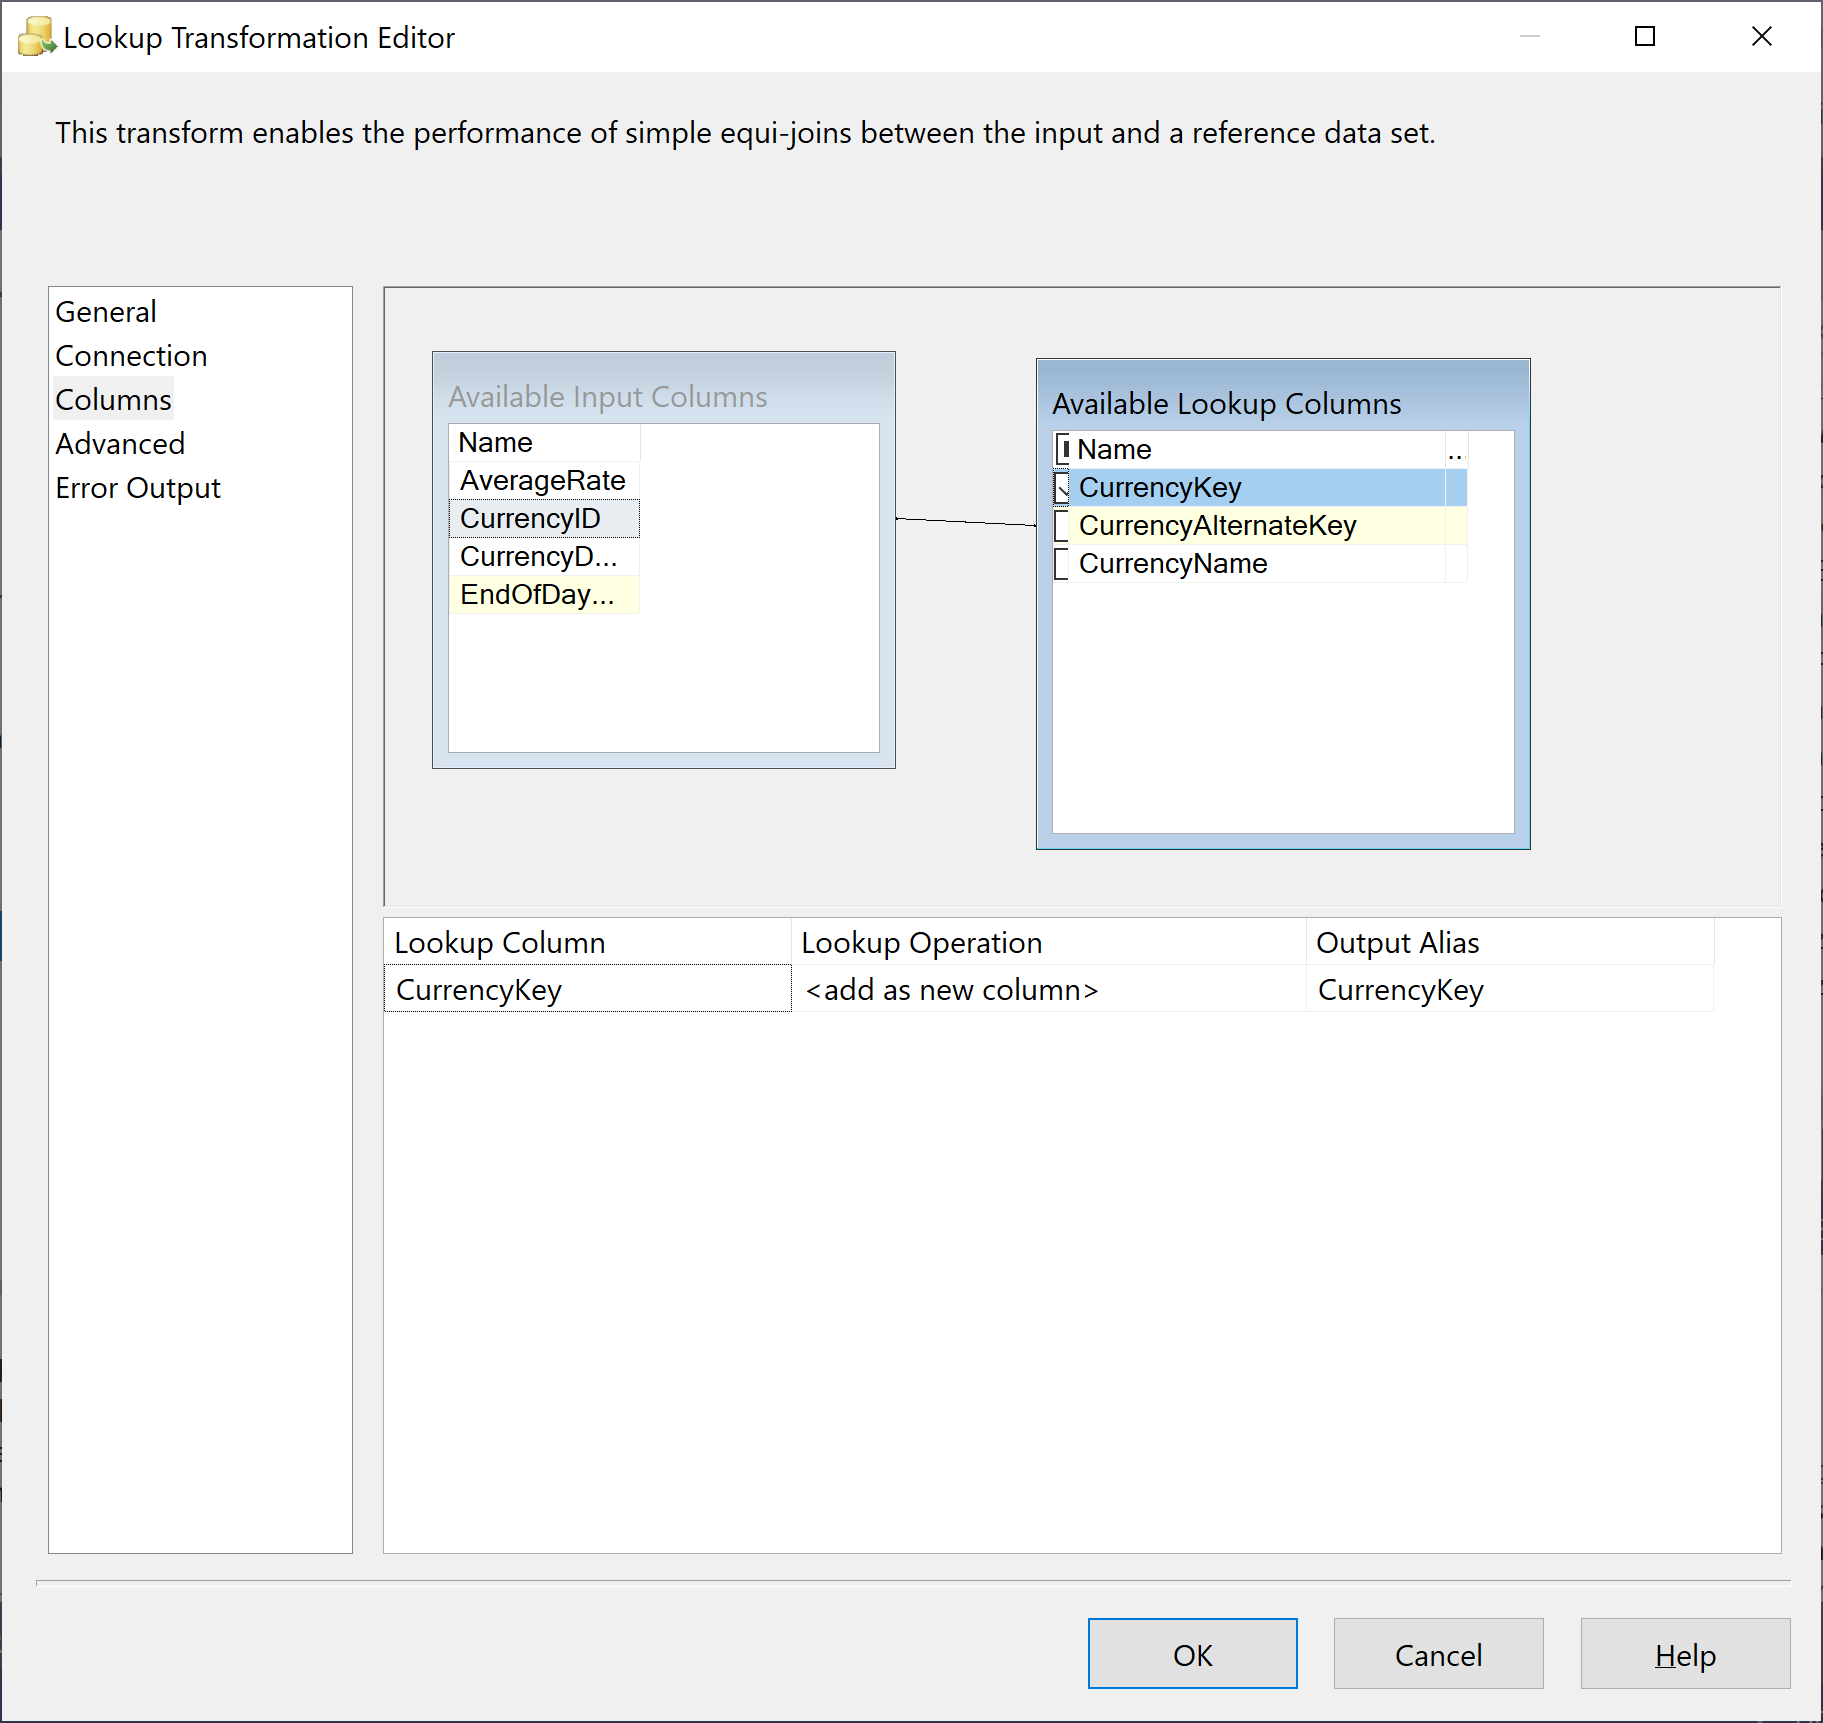 Lookup Transformation Editor
This transform enables the performance of simple equi-joins between the input and a reference data set.
General
Connection
Columns
Advanced
Error Output
Available Input Columns
Name
AverageRate
CurrencyID
CurrencyD...
EndOfDay...
Available Lookup Columns
Name ...
CurrencyKey
CurrencyAlternateKey
CurrencyName
Lookup Column Lookup Operation Output Alias
CurrencyKey <add as new column> CurrencyKey
OK Cancel Help